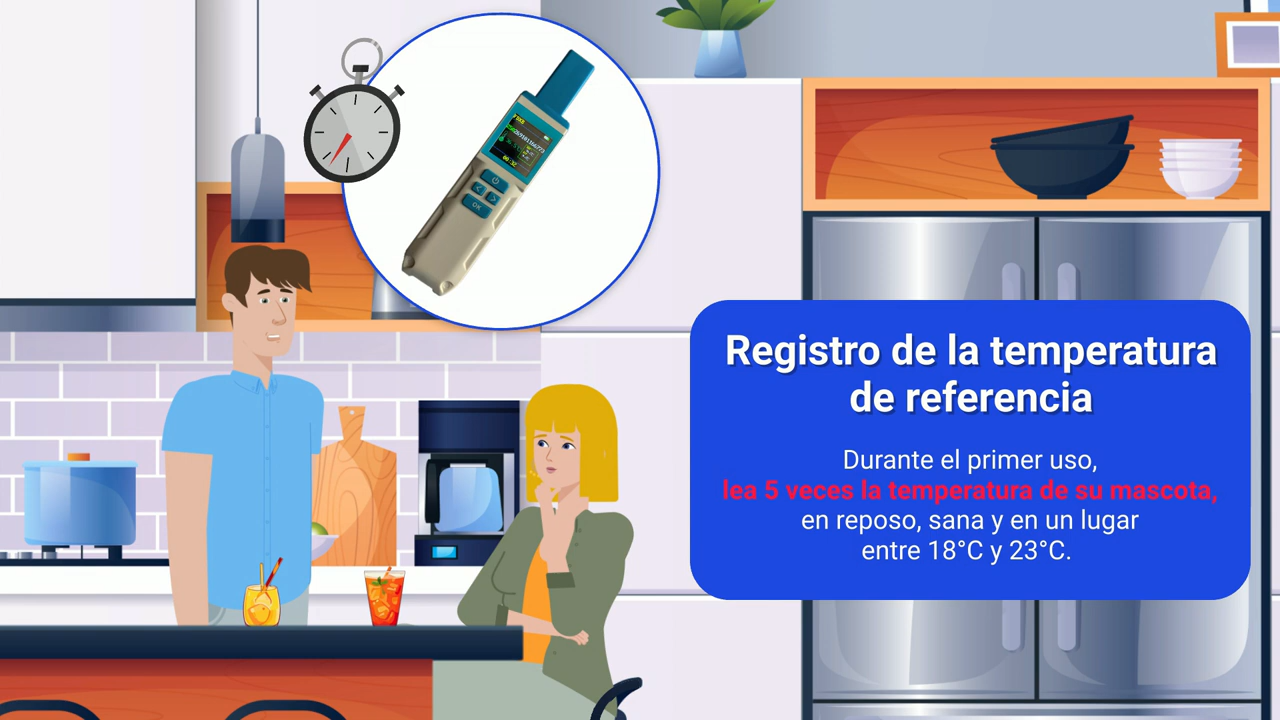 OK
Registro de la temperatura
de referencia
Durante el primer uso,
lea 5 veces la temperatura de su mascota,
en reposo, sana y en un lugar
entre 18°C y 23°C.